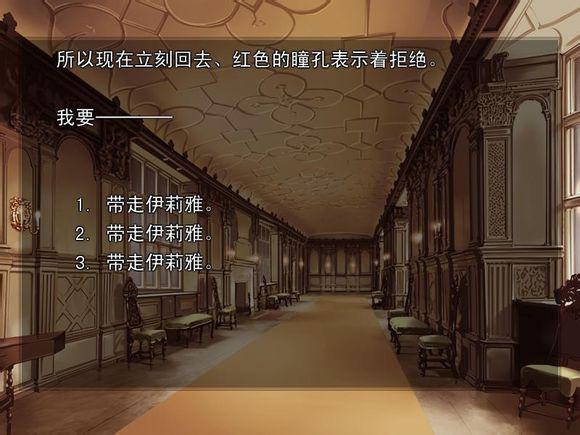 所以现在立刻回去、红色的瞳孔表示着拒绝。
我要————
1. 带走伊莉雅。
2. 带走伊莉雅。
3. 带走伊莉雅。